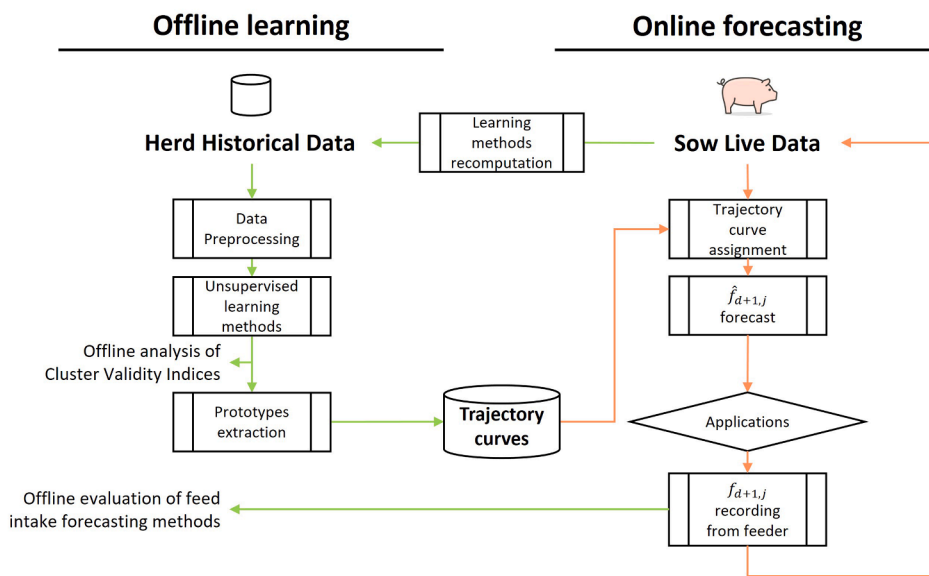 Offline learning
Online forecasting
Herd Historical Data
Learning
methods
recomputation
Sow Live Data
Data
Preprocessing
Trajectory
curve
assignment
Unsupervised
learning
methods
f̂d+1,j
forecast
Offline analysis of
Cluster Validity Indices
Prototypes
extraction
Trajectory
curves
Applications
Offline evaluation of feed
intake forecasting methods
fd+1,j
recording
from feeder